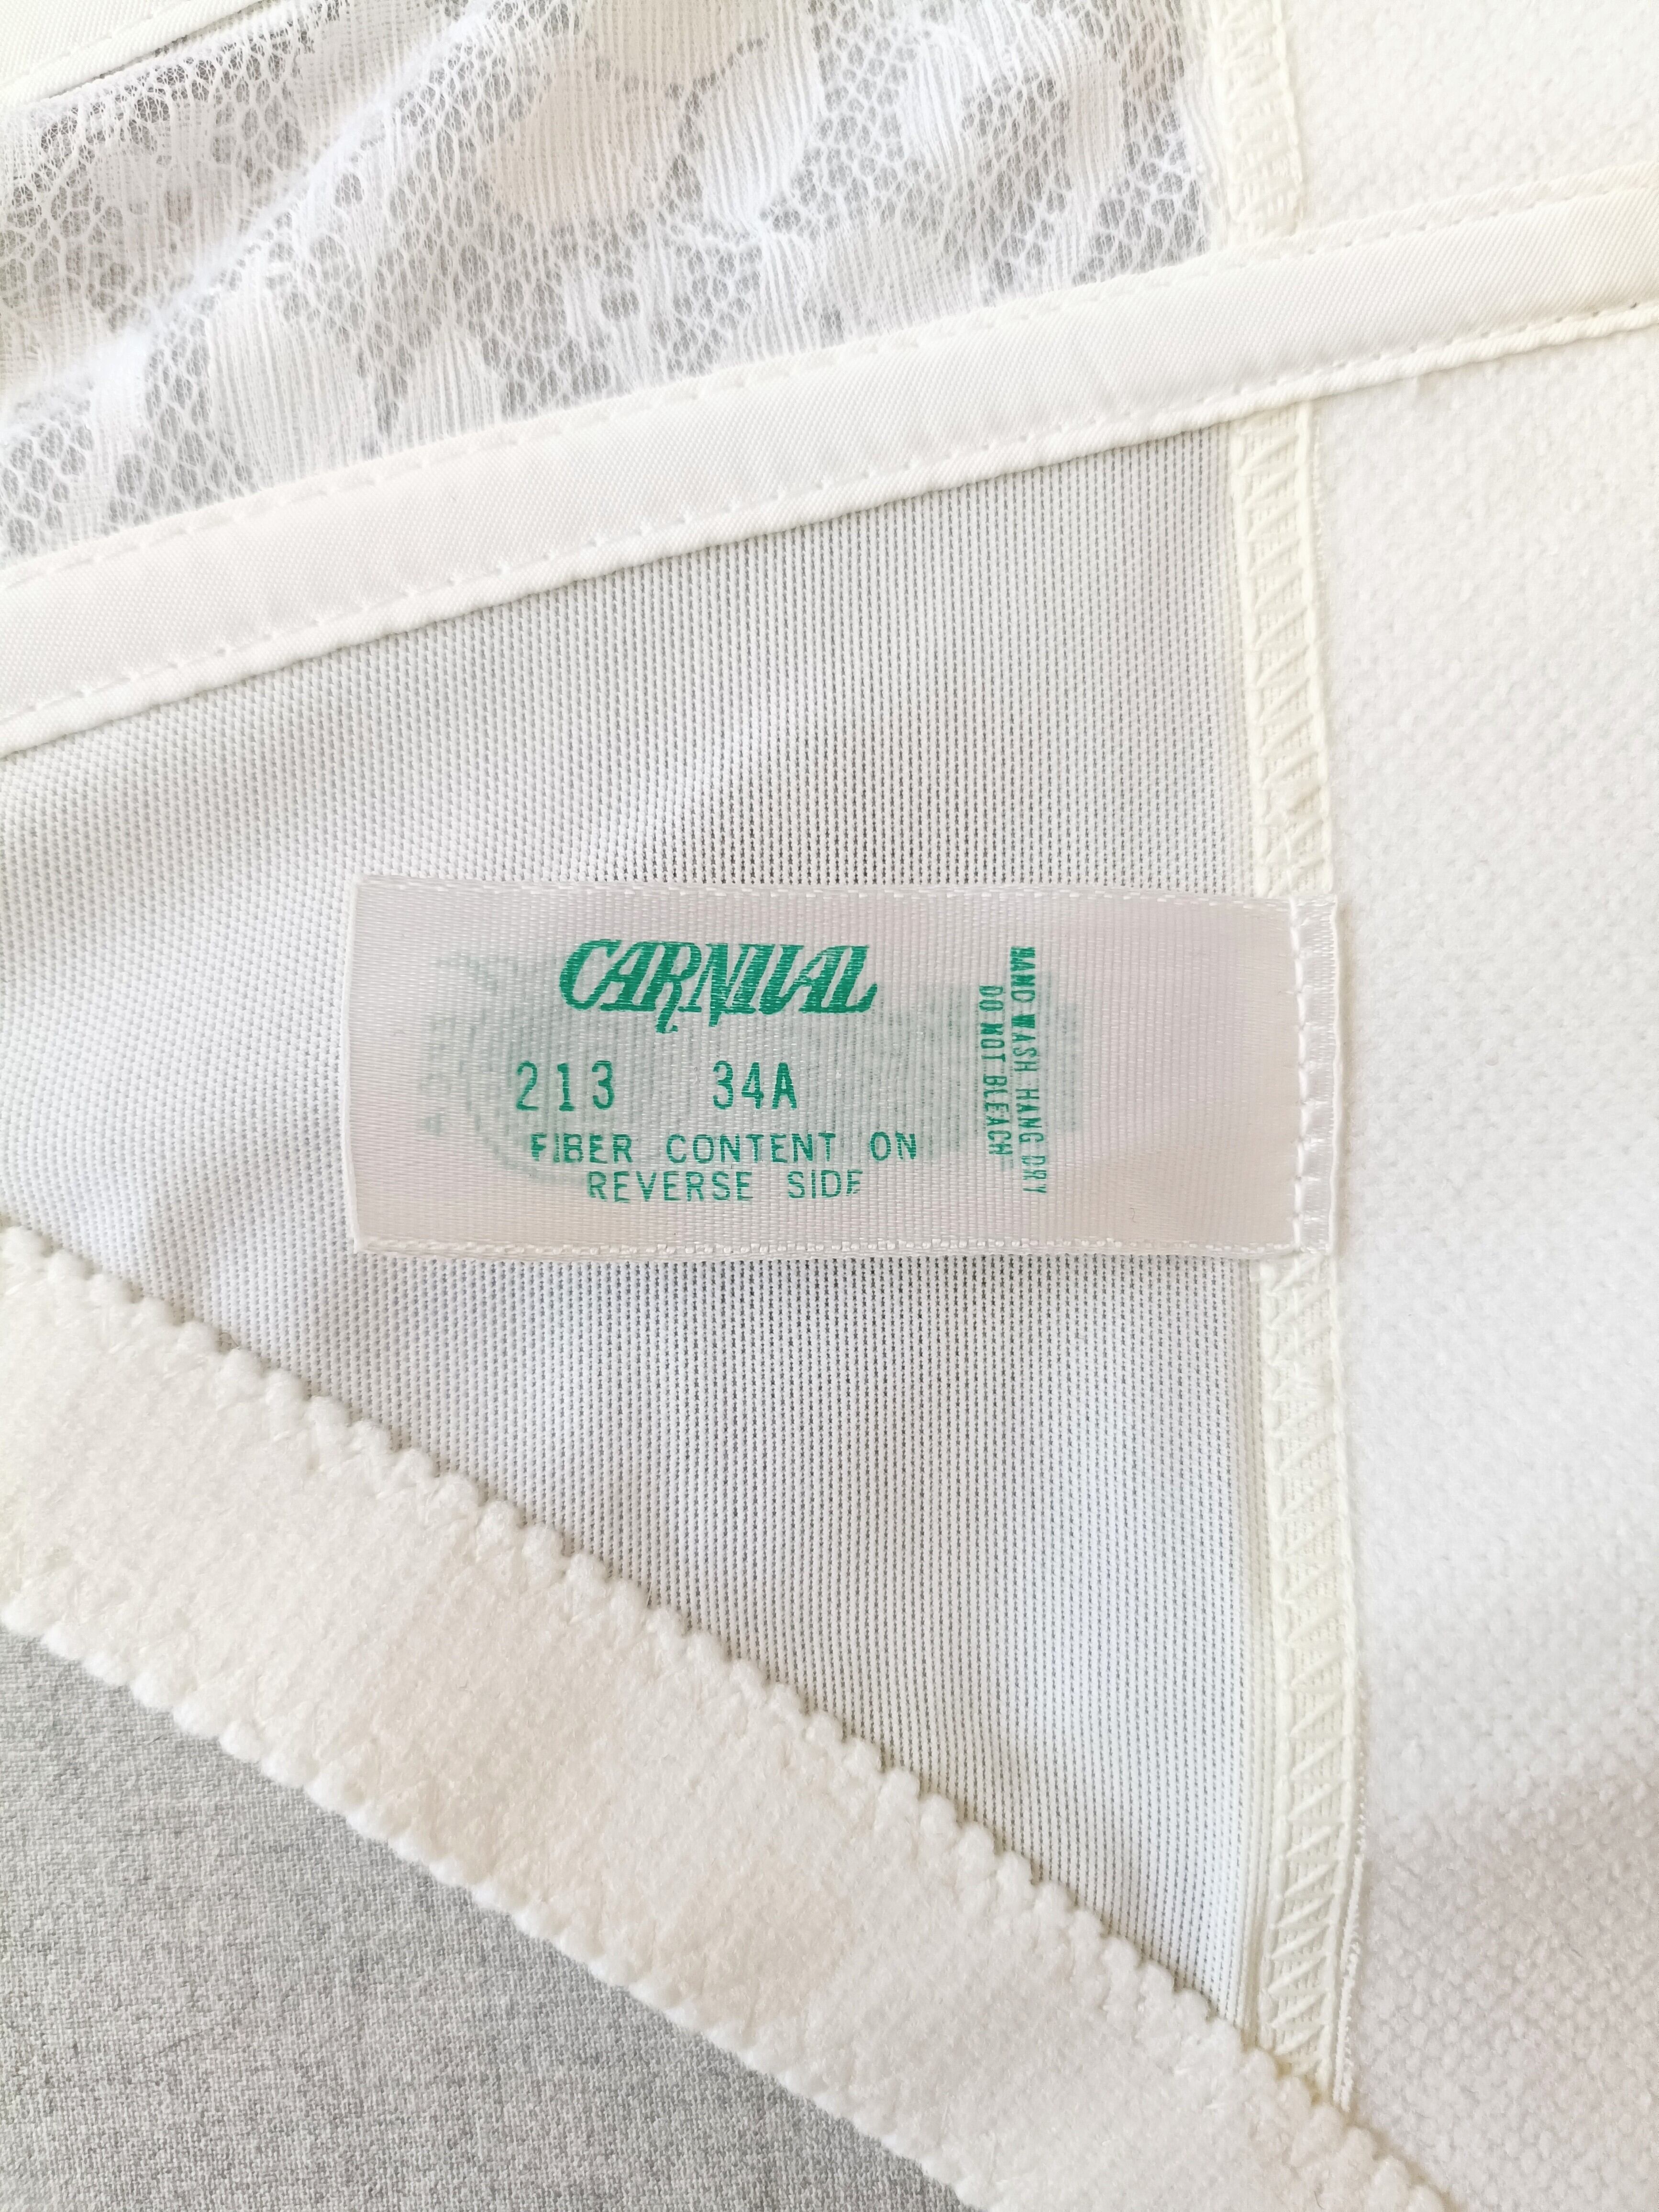 CARNIVAL
213 34A
FIBER CONTENT ON
REVERSE SIDE
HAND WASH HANG DRY
DO NOT BLEACH